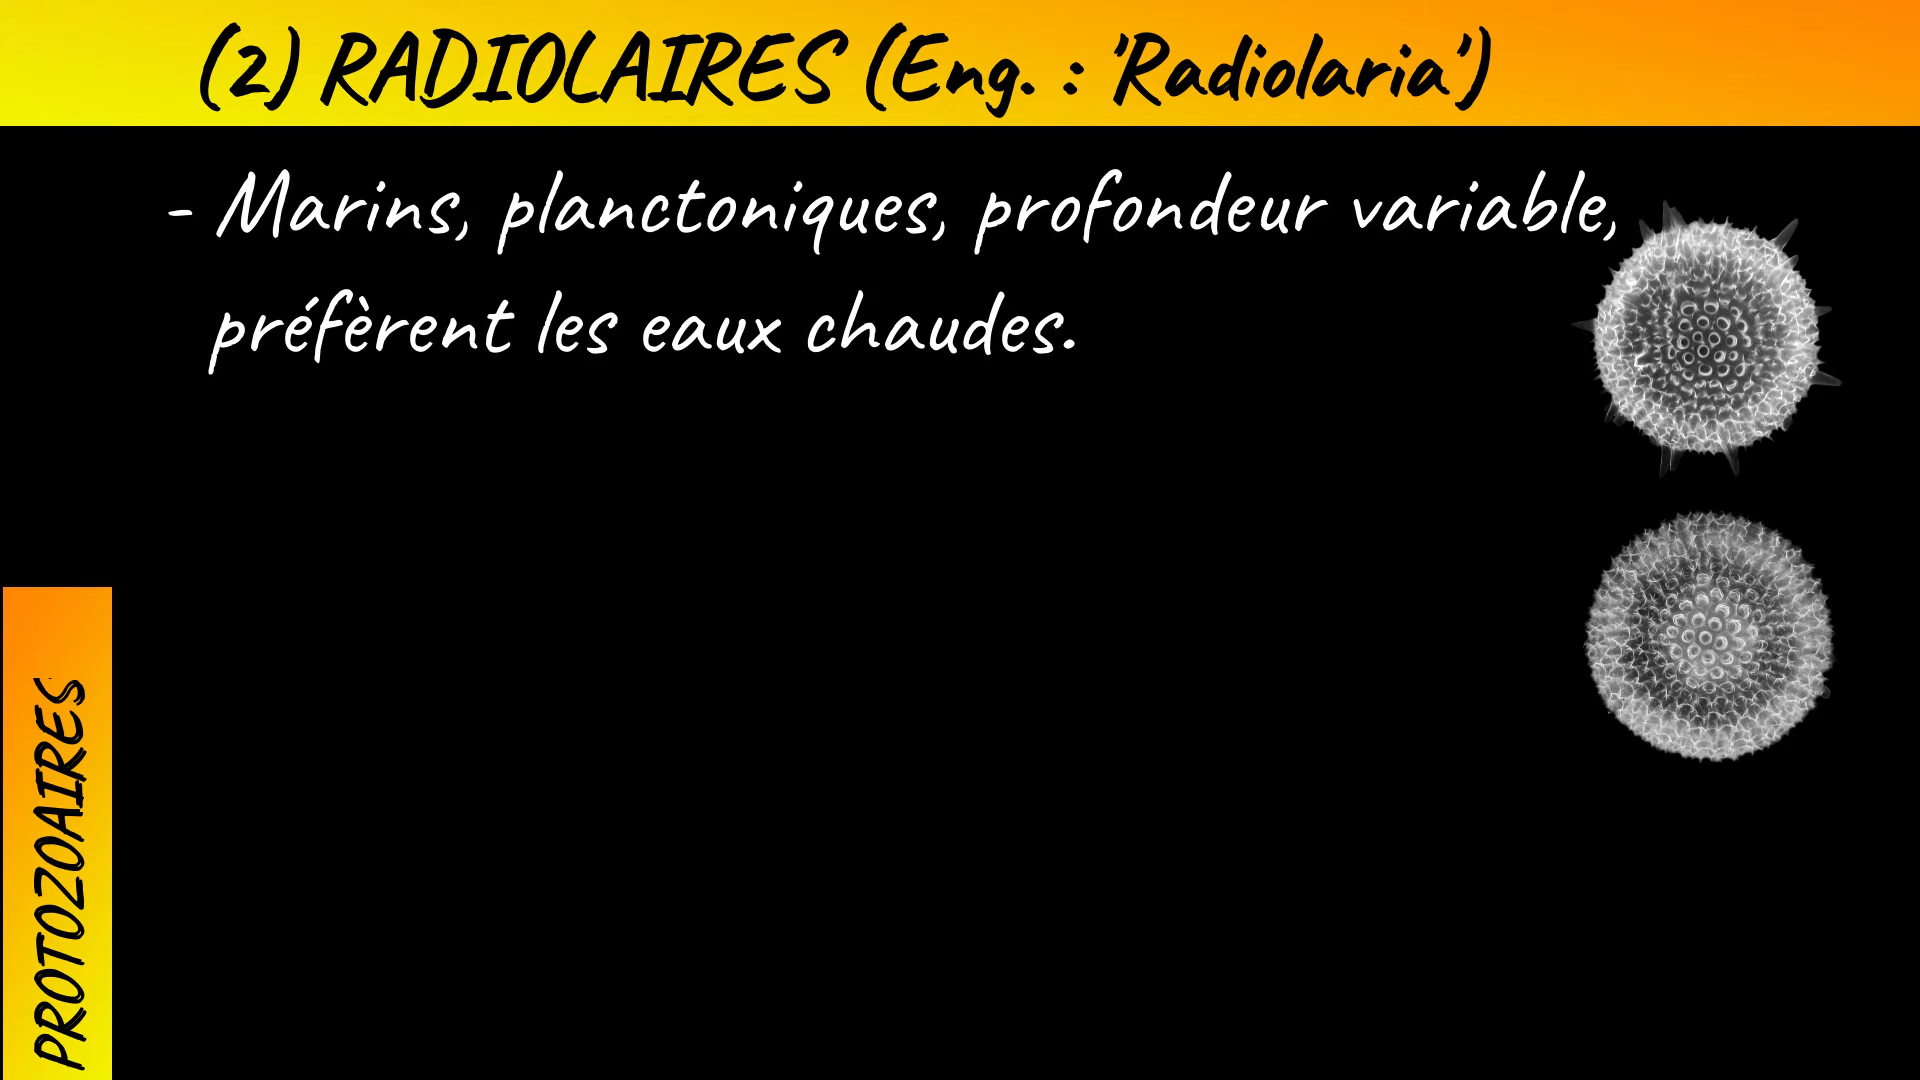 (2) RADIOLAIRES (Eng. : 'Radiolaria')
- Marins, planctoniques, profondeur variable,
préfèrent les eaux chaudes.
PROTOZOAIRES